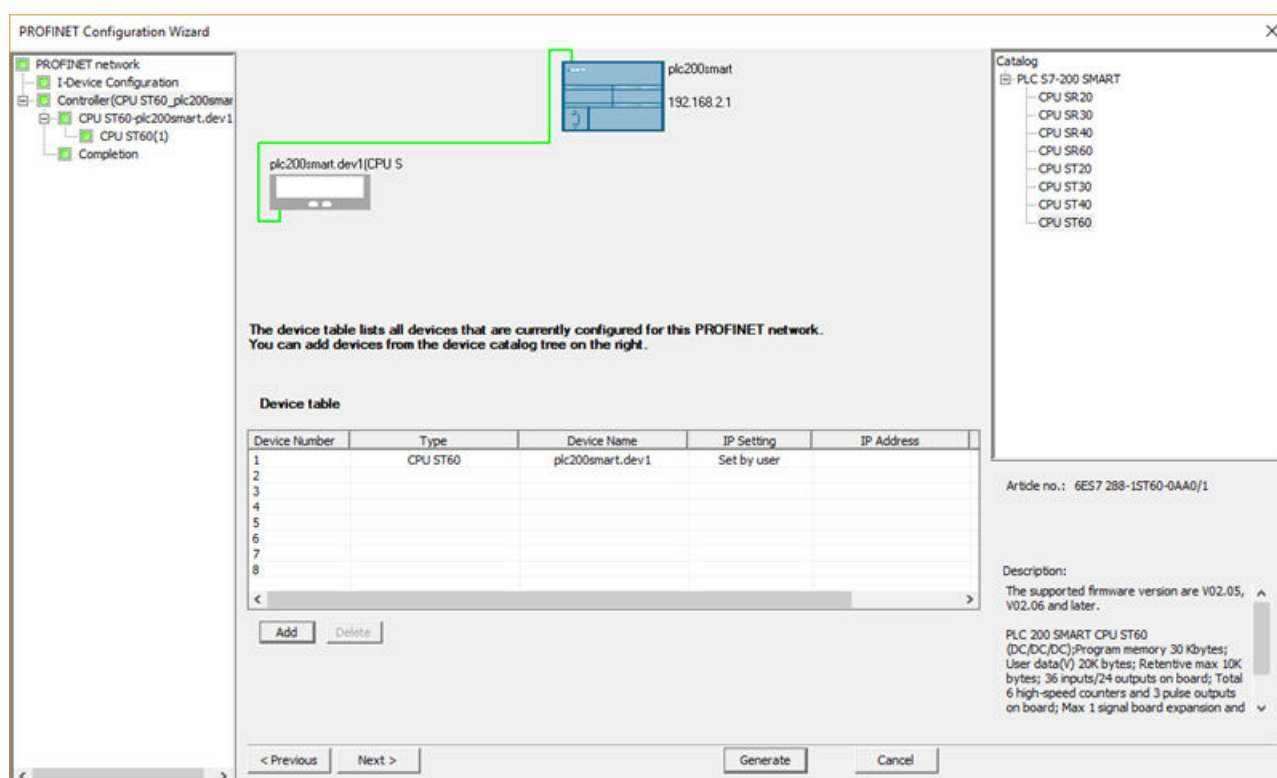 PROFINET Configuration Wizard
PROFINET network
I-Device Configuration
Controller(CPU ST60_plc200smar
CPU ST60-plc200smart.dev1
CPU ST60(1)
Completion
plc200smart
192.168.2.1
plc200smart.dev1(CPU S
The device table lists all devices that are currently configured for this PROFINET network.
You can add devices from the device catalog tree on the right.
Device table
Device Number Type Device Name IP Setting IP Address
1 CPU ST60 plc200smart.dev1 Set by user
2
3
4
5
6
7
8
Add Delete
< Previous Next > Generate Cancel
Catalog
PLC S7-200 SMART
CPU SR20
CPU SR30
CPU SR40
CPU SR60
CPU ST20
CPU ST30
CPU ST40
CPU ST60
Article no.: 6ES7 288-1ST60-0AA0/1
Description:
The supported firmware version are V02.05,
V02.06 and later.
PLC 200 SMART CPU ST60
(DC/DC/DC);Program memory 30 Kbytes;
User data(V) 20K bytes; Retentive max 10K
bytes; 36 inputs/24 outputs on board; Total
6 high-speed counters and 3 pulse outputs
on board; Max 1 signal board expansion and